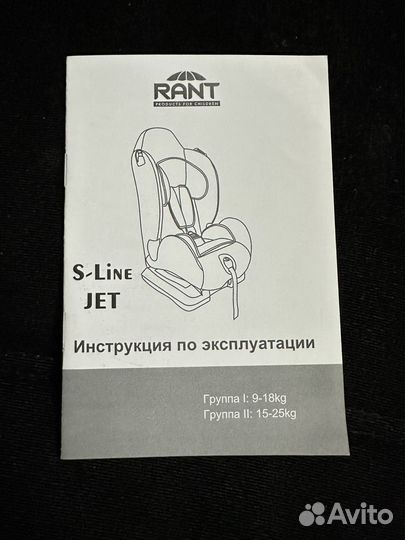 RANT
PRODUCTS FOR CHILDREN
S-LINE
JET
Инструкция по эксплуатации
Группа I: 9-18kg
Группа II: 15-25kg
Avito